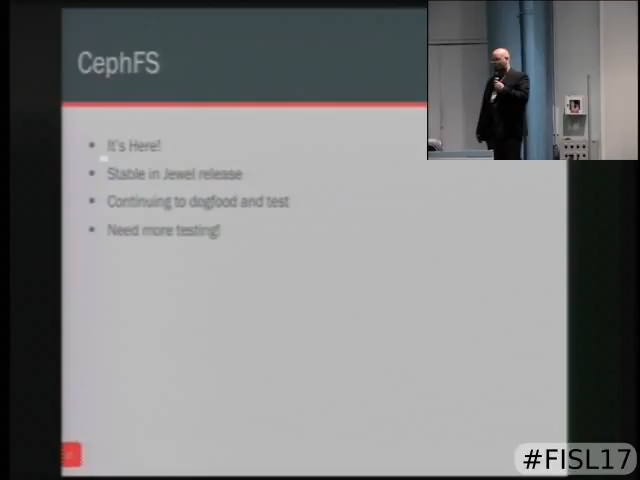 CephFS
It's Here!
Stable in Jewel release
Continuing to dogfood and test
Need more testing!
#FISL17